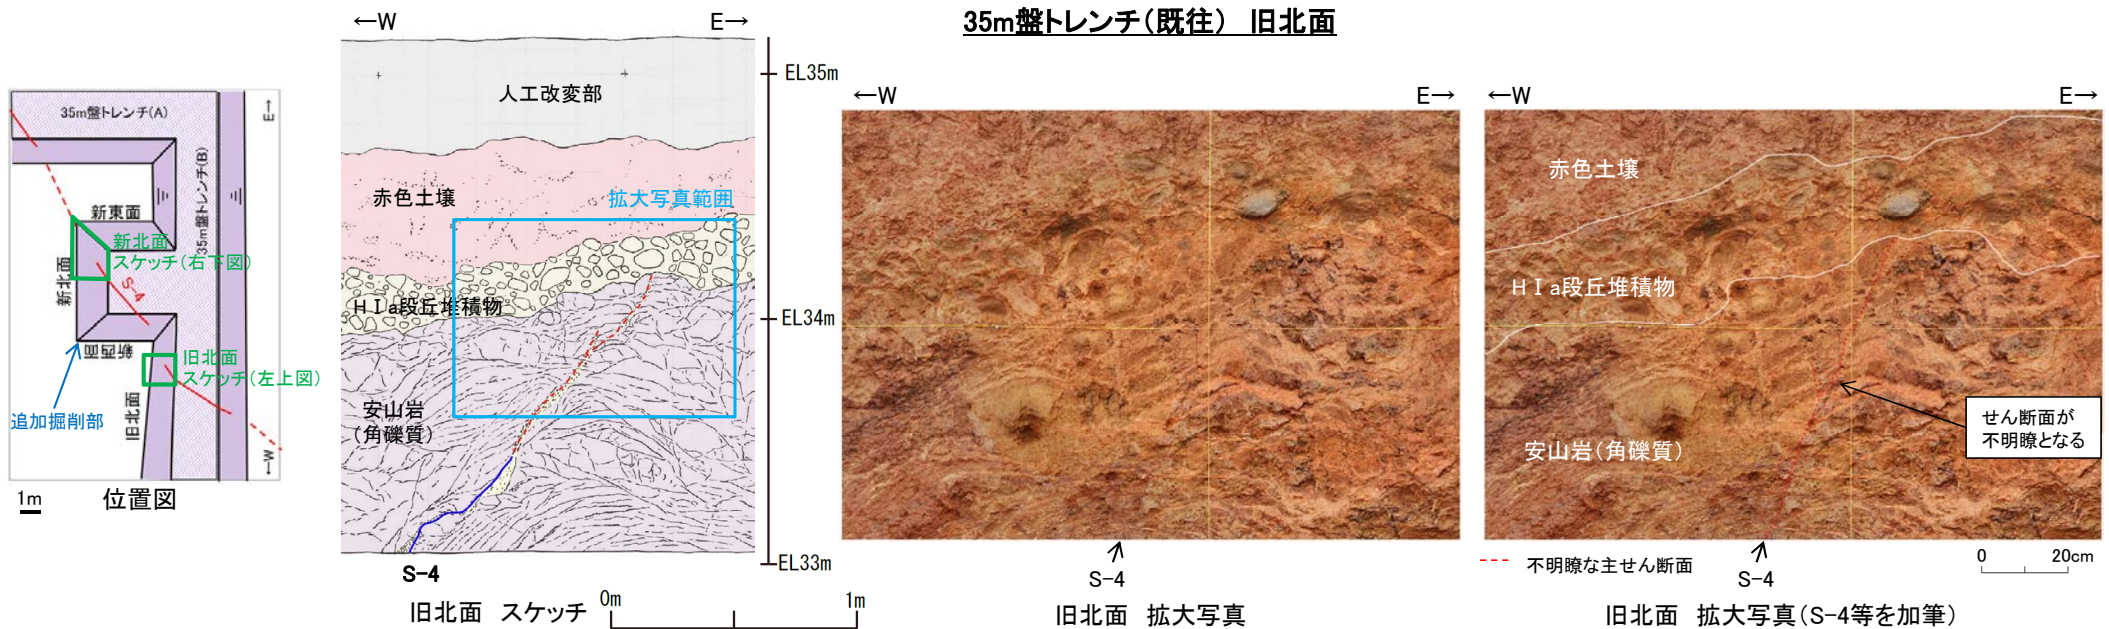 35m盤トレンチ(既往) 旧北面
35m盤トレンチ(A)
E→
35m盤トレンチ(B)
新東面
新北面
スケッチ(右下図)
新北面
S-4
新西面
旧北面
スケッチ(左上図)
追加掘削部
旧北面
←W
1m
位置図
←W E→
人工改変部
赤色土壌
拡大写真範囲
HⅠa段丘堆積物
安山岩
(角礫質)
EL35m
EL34m
EL33m
S-4
旧北面 スケッチ
0m 1m
←W E→
S-4
旧北面 拡大写真
←W E→
赤色土壌
HⅠa段丘堆積物
安山岩(角礫質)
せん断面が
不明瞭となる
不明瞭な主せん断面
S-4
0 20cm
旧北面 拡大写真(S-4等を加筆)